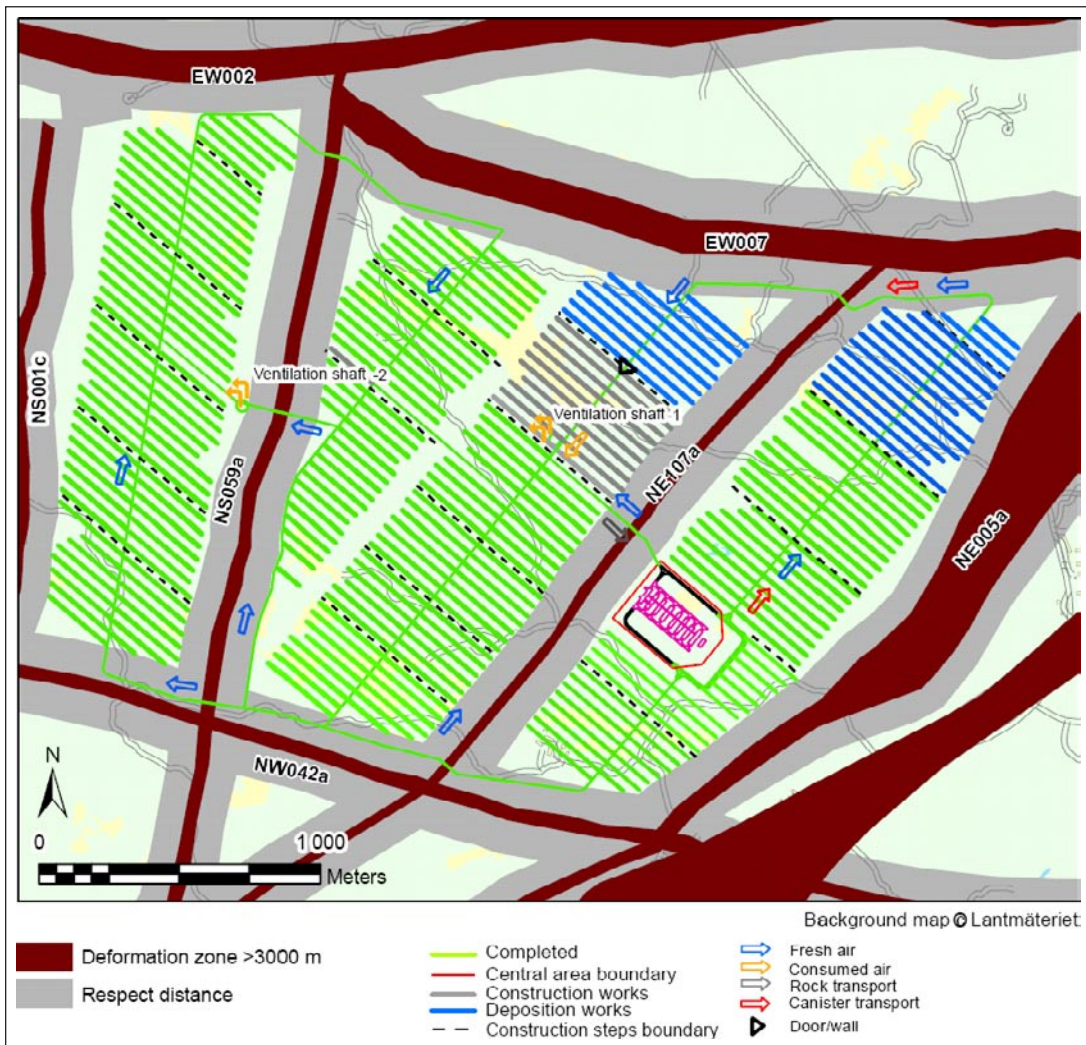 EW002
EW007
NS001c
Ventilation shaft -2
Ventilation shaft 1
NS059a
NE107a
NE005a
NW042a
N
0 1 000
Meters
Background map © Lantmäteriet
Deformation zone >3000 m
Respect distance
Completed
Central area boundary
Construction works
Deposition works
Construction steps boundary
Fresh air
Consumed air
Rock transport
Canister transport
Door/wall